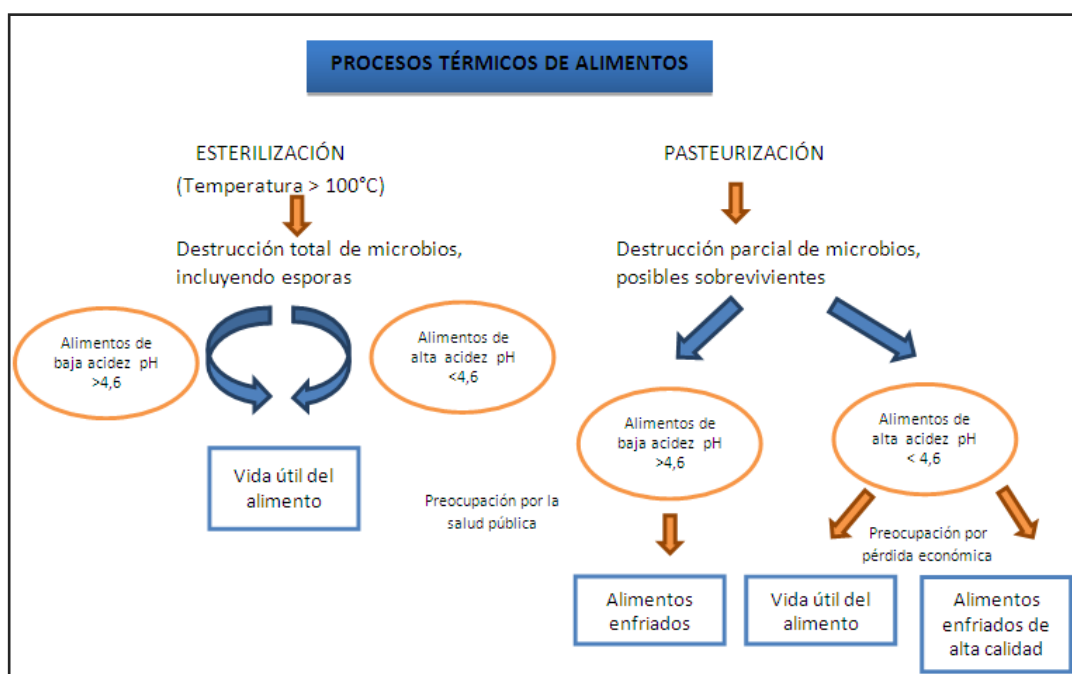 PROCESOS TÉRMICOS DE ALIMENTOS
ESTERILIZACIÓN
(Temperatura > 100°C)
Destrucción total de microbios,
incluyendo esporas
Alimentos de
baja acidez pH
>4,6
Alimentos de
alta acidez pH
<4,6
Vida útil del
alimento
PASTEURIZACIÓN
Destrucción parcial de microbios,
posibles sobrevivientes
Alimentos de
baja acidez pH
>4,6
Alimentos de
alta acidez pH
< 4,6
Preocupación por la
salud pública
Preocupación por
pérdida económica
Alimentos
enfriados
Vida útil del
alimento
Alimentos
enfriados de
alta calidad